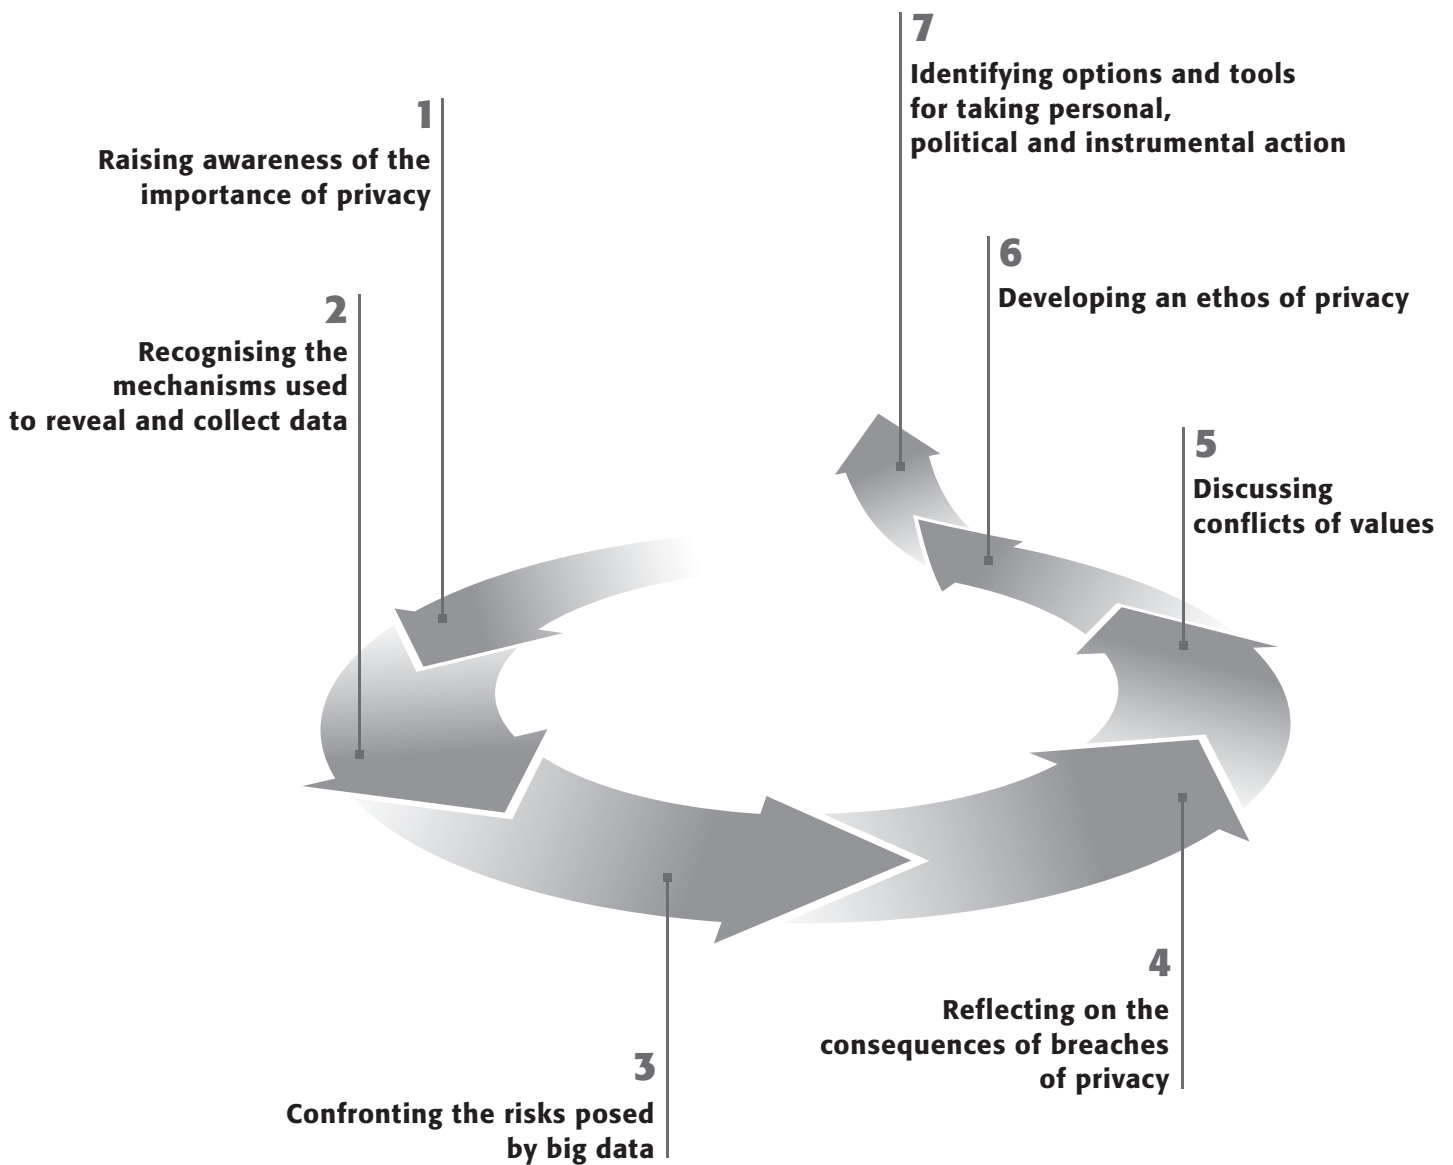 1
Raising awareness of the
importance of privacy
2
Recognising the
mechanisms used
to reveal and collect data
3
Confronting the risks posed
by big data
4
Reflecting on the
consequences of breaches
of privacy
5
Discussing
conflicts of values
6
Developing an ethos of privacy
7
Identifying options and tools
for taking personal,
political and instrumental action